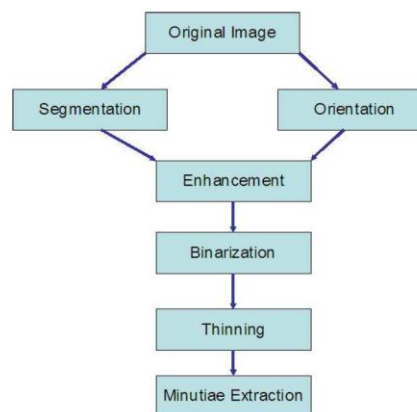 Original Image
Segmentation
Orientation
Enhancement
Binarization
Thinning
Minutiae Extraction